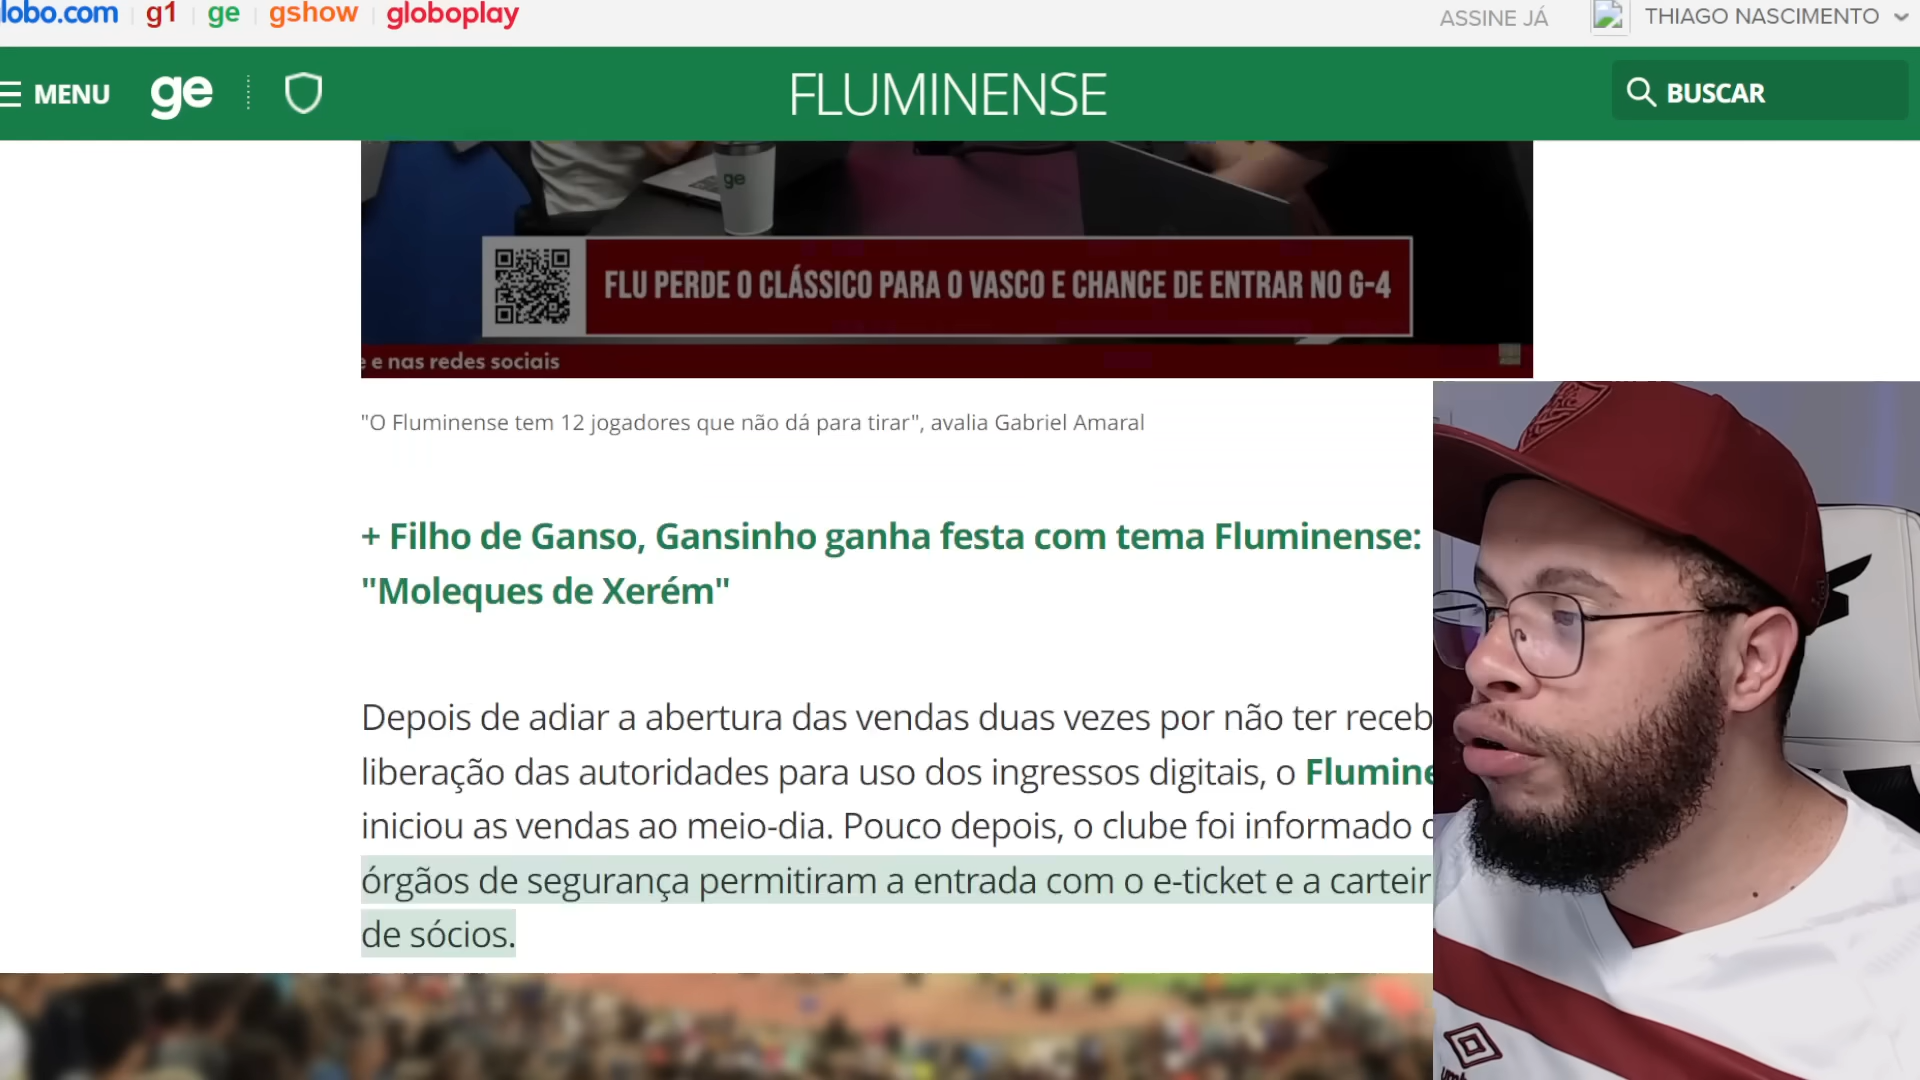 lobo.com g1 ge gshow globoplay ASSINE JÁ THIAGO NASCIMENTO
MENU ge FLUMINENSE BUSCAR
ge
FLU PERDE O CLÁSSICO PARA O VASCO E CHANCE DE ENTRAR NO G-4
e e nas redes sociais
"O Fluminense tem 12 jogadores que não dá para tirar", avalia Gabriel Amaral
+ Filho de Ganso, Gansinho ganha festa com tema Fluminense:
"Moleques de Xerém"
Depois de adiar a abertura das vendas duas vezes por não ter receb
liberação das autoridades para uso dos ingressos digitais, o Flumine
iniciou as vendas ao meio-dia. Pouco depois, o clube foi informado
órgãos de segurança permitiram a entrada com o e-ticket e a carteir
de sócios.